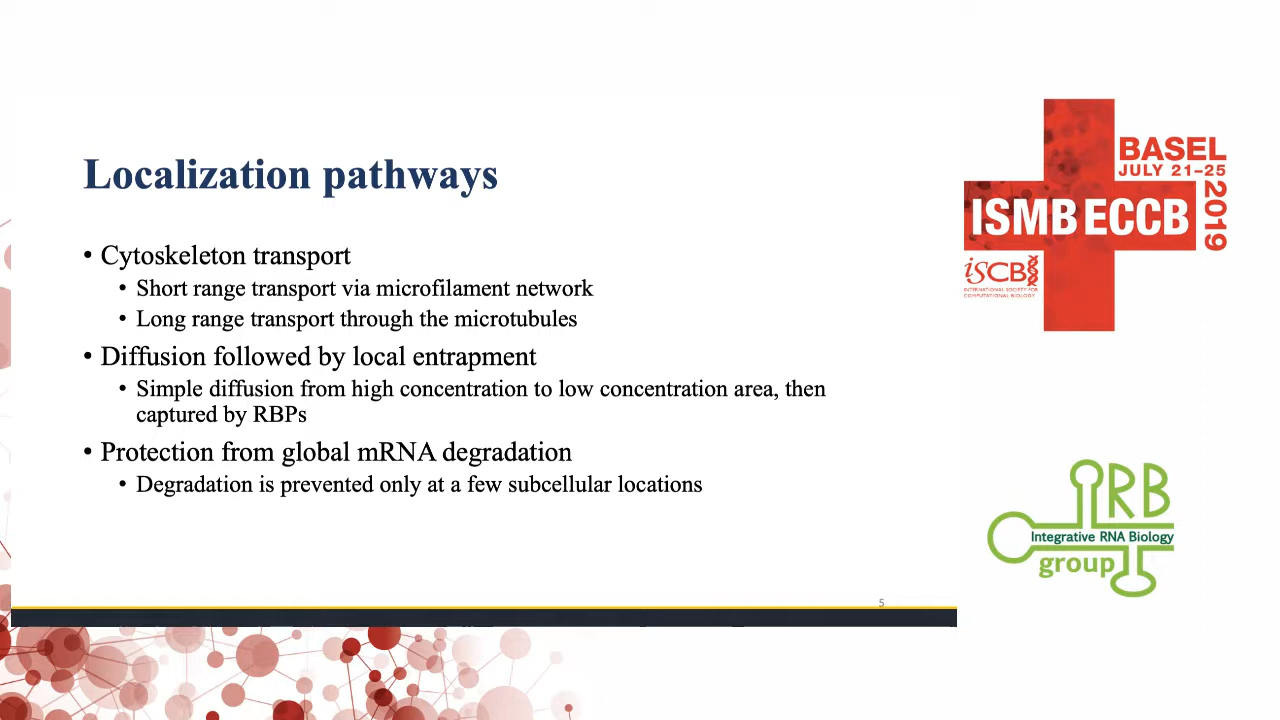 Localization pathways
• Cytoskeleton transport
• Short range transport via microfilament network
• Long range transport through the microtubules
• Diffusion followed by local entrapment
• Simple diffusion from high concentration to low concentration area, then
captured by RBPs
• Protection from global mRNA degradation
• Degradation is prevented only at a few subcellular locations
5
BASEL
JULY 21–25
2019
ISMB ECCB
iSCB
INTERNATIONAL SOCIETY FOR
COMPUTATIONAL BIOLOGY
IRB
Integrative RNA Biology
group